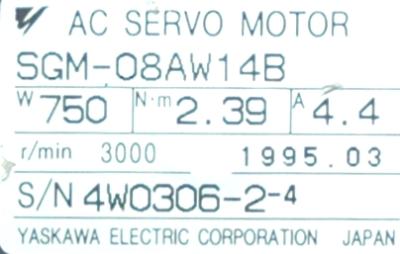 AC SERVO MOTOR
SGM-08AW14B
W 750 N·m 2.39 A 4.4
r/min 3000 1995.03
S/N 4W0306-2-4
YASKAWA ELECTRIC CORPORATION JAPAN